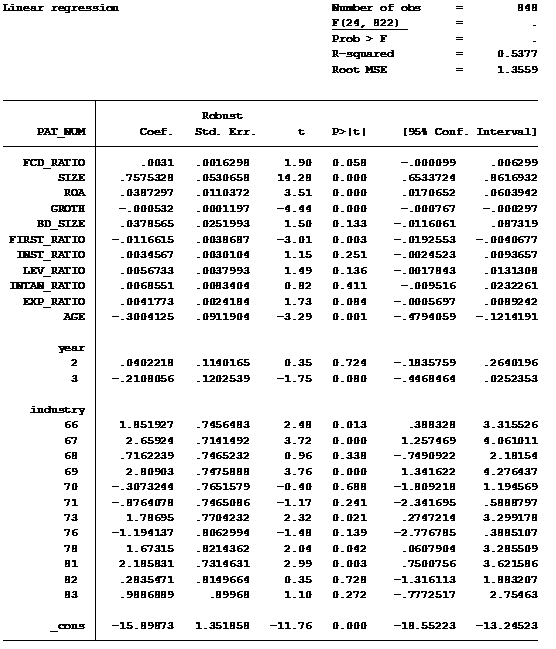 Linear regression Number of obs = 848
F(24, 822) = .
Prob > F = .
R-squared = 0.5377
Root MSE = 1.3559
Robust
PAT_NUM Coef. Std. Err. t P>|t| [95% Conf. Interval]
FCD_RATIO .0031 .0016298 1.90 0.058 -.000099 .006299
SIZE .7575328 .0530658 14.28 0.000 .6533724 .8616932
ROA .0387297 .0110372 3.51 0.000 .0170652 .0603942
GROTH -.000532 .0001197 -4.44 0.000 -.000767 -.000297
BD_SIZE .0378565 .0251993 1.50 0.133 -.0116061 .087319
FIRST_RATIO -.0116615 .0038687 -3.01 0.003 -.0192553 -.0040677
INST_RATIO .0034567 .0030104 1.15 0.251 -.0024523 .0093657
LEV_RATIO .0056733 .0037993 1.49 0.136 -.0017843 .0131308
INTAN_RATIO .0068551 .0083404 0.82 0.411 -.009516 .0232261
EXP_RATIO .0041773 .0024184 1.73 0.084 -.0005697 .0089242
AGE -.3004125 .0911904 -3.29 0.001 -.4794059 -.1214191
year
2 .0402218 .1140165 0.35 0.724 -.1835759 .2640196
3 -.2108056 .1202539 -1.75 0.080 -.4468464 .0252353
industry
66 1.851927 .7456483 2.48 0.013 .388328 3.315526
67 2.65924 .7141492 3.72 0.000 1.257469 4.061011
68 .7162239 .7465232 0.96 0.338 -.7490922 2.18154
69 2.80903 .7475888 3.76 0.000 1.341622 4.276437
70 -.3073244 .7651579 -0.40 0.688 -1.809218 1.194569
71 -.8764078 .7465086 -1.17 0.241 -2.341695 .5888797
73 1.78695 .7704232 2.32 0.021 .2747214 3.299178
76 -1.194137 .8062994 -1.48 0.139 -2.776785 .3885107
78 1.67315 .8214362 2.04 0.042 .0607904 3.285509
81 2.185831 .7314631 2.99 0.003 .7500756 3.621586
82 .2835471 .8149664 0.35 0.728 -1.316113 1.883207
83 .9886889 .89968 1.10 0.272 -.7772517 2.75463
_cons -15.89873 1.351858 -11.76 0.000 -18.55223 -13.24523